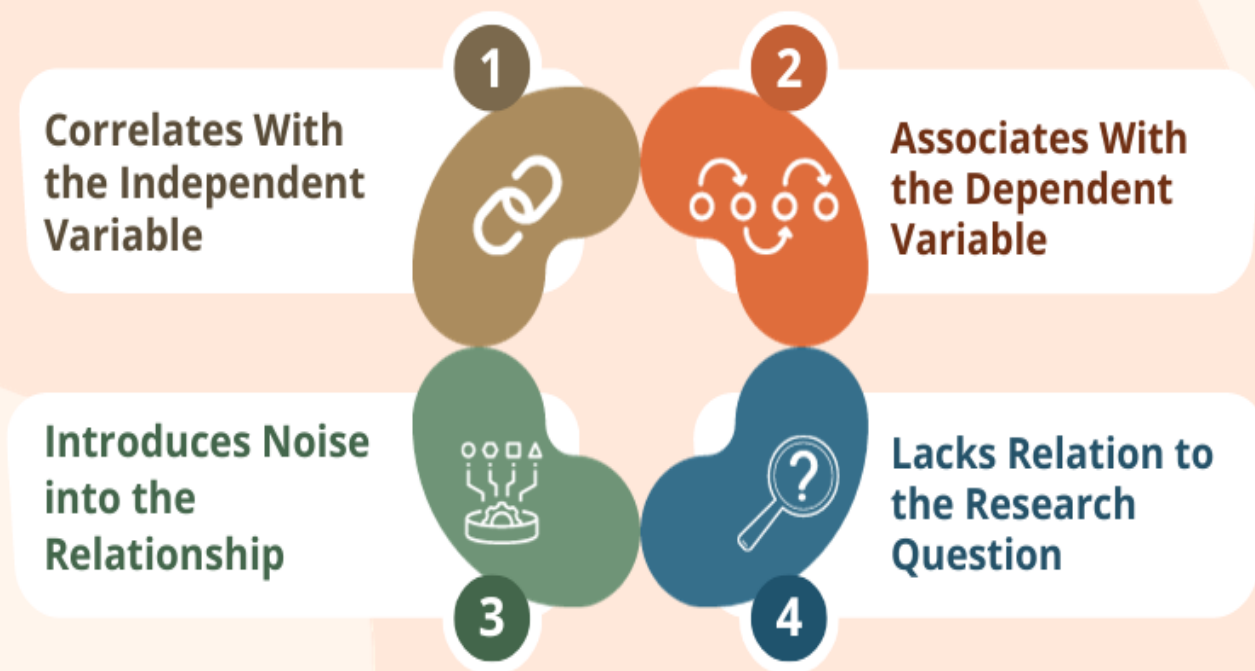 1
Correlates With
the Independent
Variable
2
Associates With
the Dependent
Variable
3
Introduces Noise
into the
Relationship
4
Lacks Relation to
the Research
Question
?